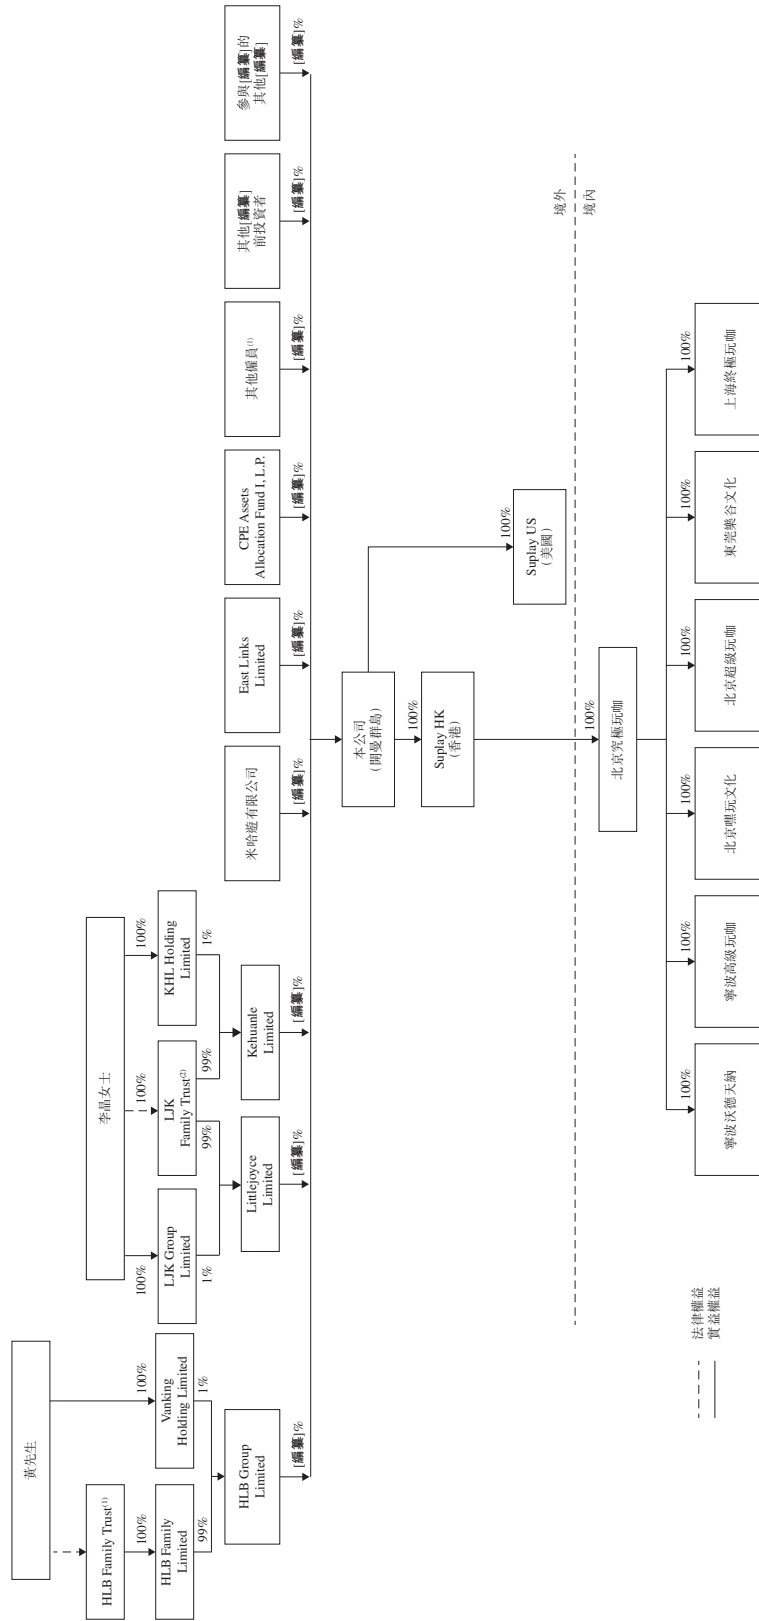 黃先生
HLB Family Trust(1)
100%
HLB Family
Limited
99%
100%
Vanking
Holding Limited
1%
HLB Group
Limited
[編纂]%
李晶女士
100%
LJK Group
Limited
1%
100%
LJK
Family Trust(2)
99%
99%
100%
KHL Holding
Limited
1%
Littlejoyce
Limited
[編纂]%
Kehuanle
Limited
[編纂]%
米哈遊有限公司
[編纂]%
East Links
Limited
[編纂]%
CPE Assets
Allocation Fund I, L.P.
[編纂]%
其他僱員(1)
[編纂]%
其他[編纂]
前投資者
[編纂]%
參與[編纂]的
其他[編纂]
[編纂]%
本公司
(開曼群島)
100%
Suplay HK
(香港)
100%
Suplay US
(美國)
境外
境內
100%
北京究極玩咖
100%
寧波沃德天納
100%
寧波高級玩咖
100%
北京嘿玩文化
100%
北京超級玩咖
100%
東莞樂谷文化
100%
上海終極玩咖
法律權益
實益權益